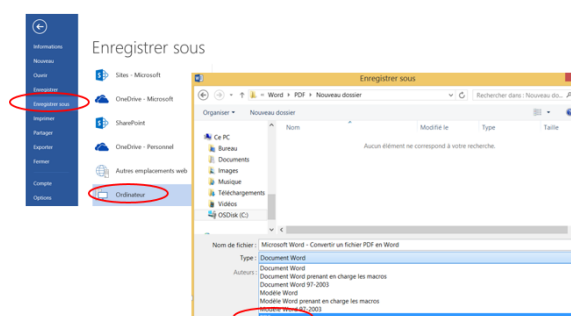 Informations
Nouveau
Ouvrir
Enregistrer
Enregistrer sous
Imprimer
Partager
Exporter
Fermer
Compte
Options
Enregistrer sous
Sites - Microsoft
OneDrive - Microsoft
SharePoint
OneDrive - Personnel
Autres emplacements web
Ordinateur
Enregistrer sous
« Word › PDF › Nouveau dossier
Rechercher dans : Nouveau do...
Organiser
Nouveau dossier
Nom
Modifié le
Type
Taille
Aucun élément ne correspond à votre recherche.
Ce PC
Bureau
Documents
Images
Musique
Téléchargements
Vidéos
OSDisk (C:)
Nom de fichier : Microsoft Word - Convertir un fichier PDF en Word
Type : Document Word
Auteurs :
Document Word
Document Word prenant en charge les macros
Document Word 97-2003
Modèle Word
Modèle Word prenant en charge les macros
Modèle Word 97-2003